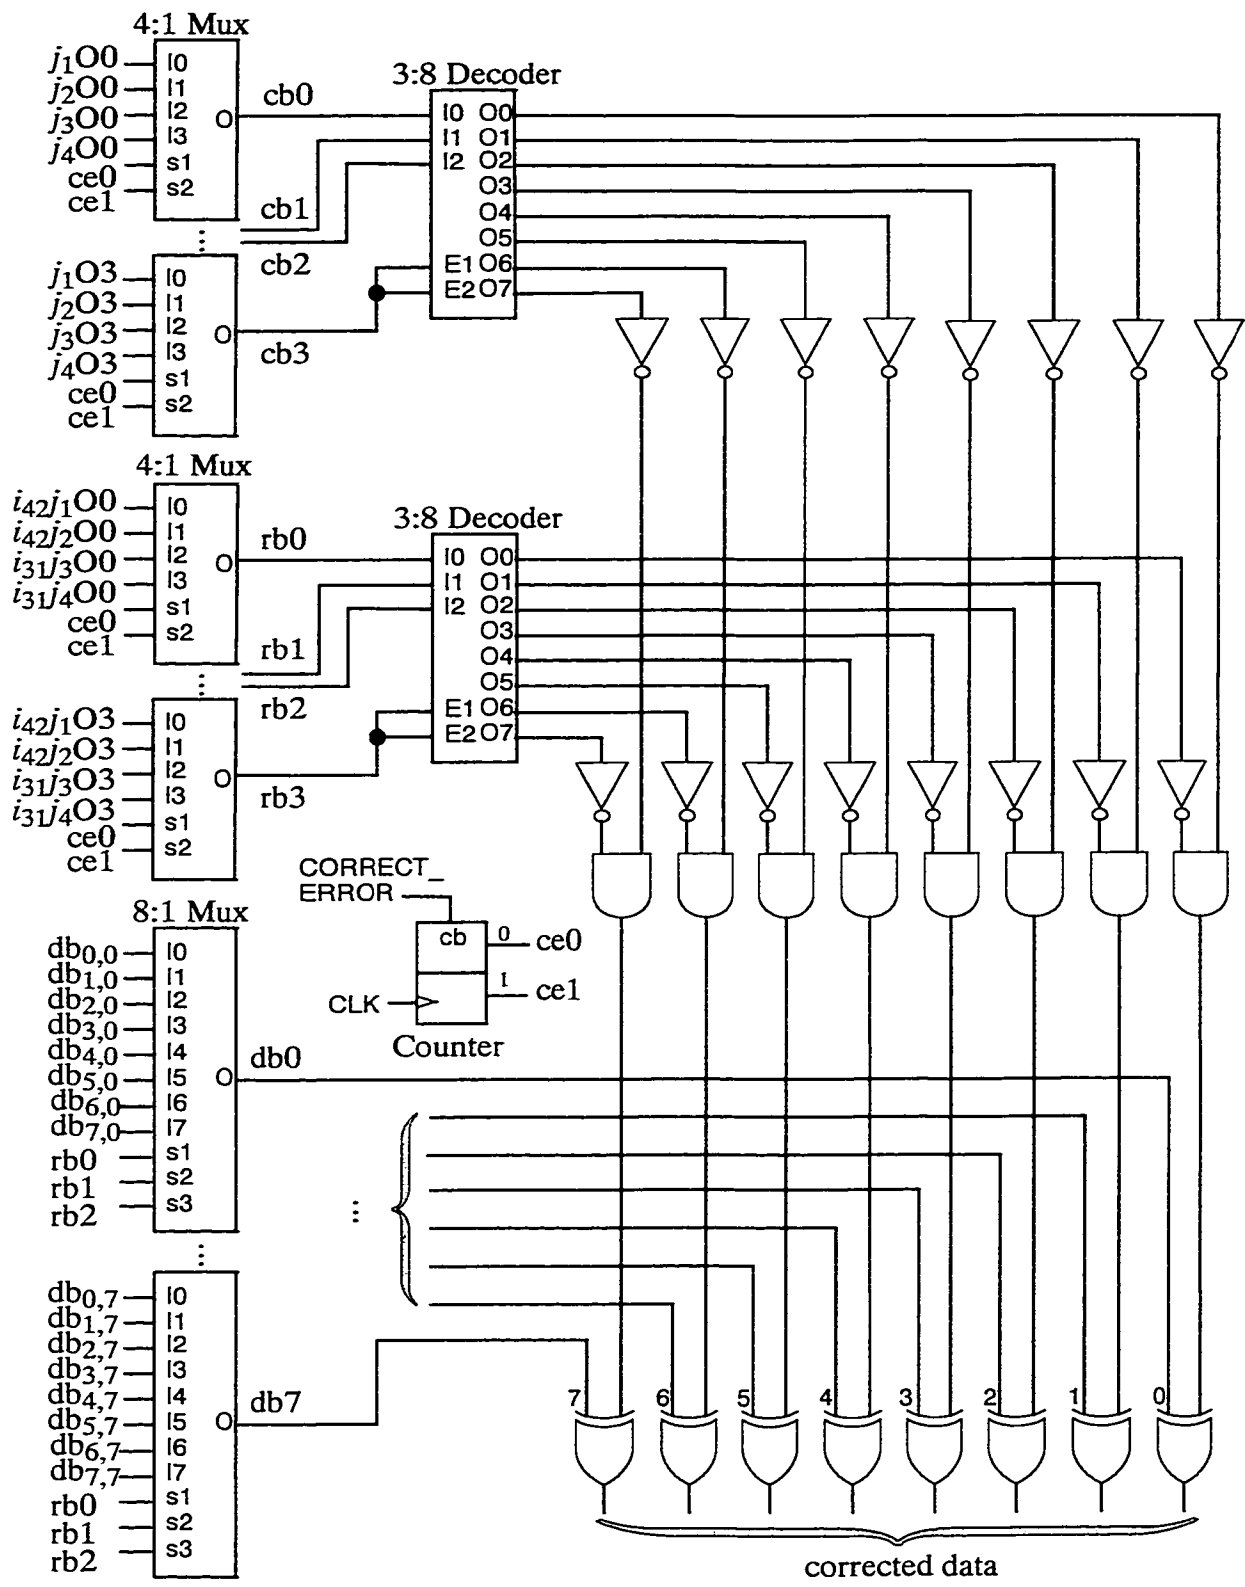 4:1 Mux
j1O0 I0
j2O0 I1
j3O0 I2 O cb0
j4O0 I3
ce0 s1
ce1 s2
3:8 Decoder
I0 O0
I1 O1
I2 O2
O3
O4
O5
E1 O6
E2 O7
cb1
⋮
cb2
j1O3 I0
j2O3 I1
j3O3 I2 O cb3
j4O3 I3
ce0 s1
ce1 s2
4:1 Mux
i42j1O0 I0
i42j2O0 I1
i31j3O0 I2 O rb0
i31j4O0 I3
ce0 s1
ce1 s2
3:8 Decoder
I0 O0
I1 O1
I2 O2
O3
O4
O5
E1 O6
E2 O7
rb1
⋮
rb2
i42j1O3 I0
i42j2O3 I1
i31j3O3 I2 O rb3
i31j4O3 I3
ce0 s1
ce1 s2
CORRECT_
ERROR
cb 0 ce0
CLK 1 ce1
Counter
8:1 Mux
db0,0 I0
db1,0 I1
db2,0 I2
db3,0 I3
db4,0 I4
db5,0 I5 O db0
db6,0 I6
db7,0 I7
rb0 s1
rb1 s2
rb2 s3
⋮
⋮
db0,7 I0
db1,7 I1
db2,7 I2
db3,7 I3
db4,7 I4
db5,7 I5 O db7
db6,7 I6
db7,7 I7
rb0 s1
rb1 s2
rb2 s3
7 6 5 4 3 2 1 0
corrected data